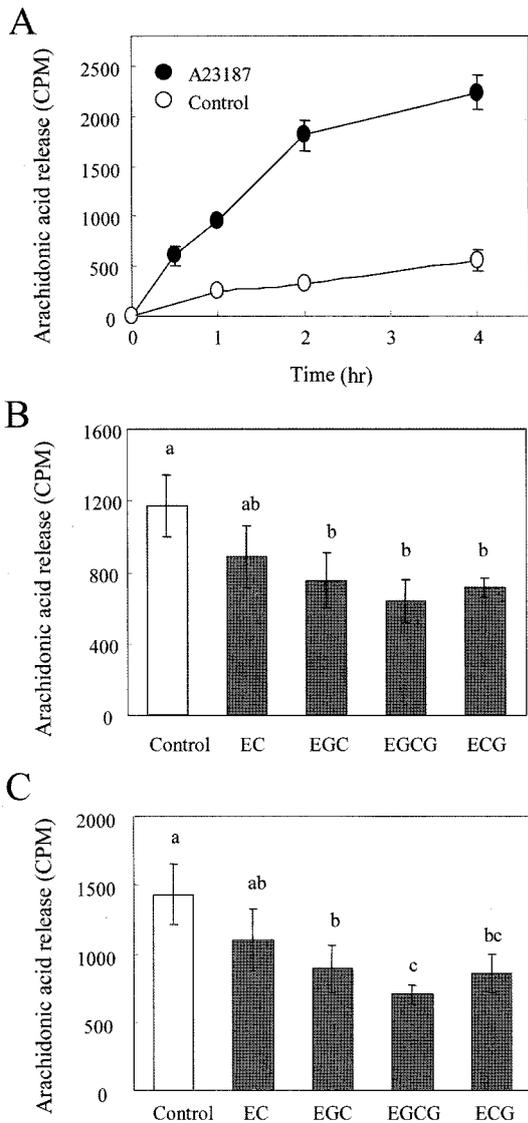 A
Arachidonic acid release (CPM)
2500
2000
1500
1000
500
0
A23187
Control
0 1 2 3 4
Time (hr)
B
Arachidonic acid release (CPM)
1600
1200
800
400
0
a
ab
b
b
b
Control EC EGC EGCG ECG
C
Arachidonic acid release (CPM)
2000
1500
1000
500
0
a
ab
b
c
bc
Control EC EGC EGCG ECG